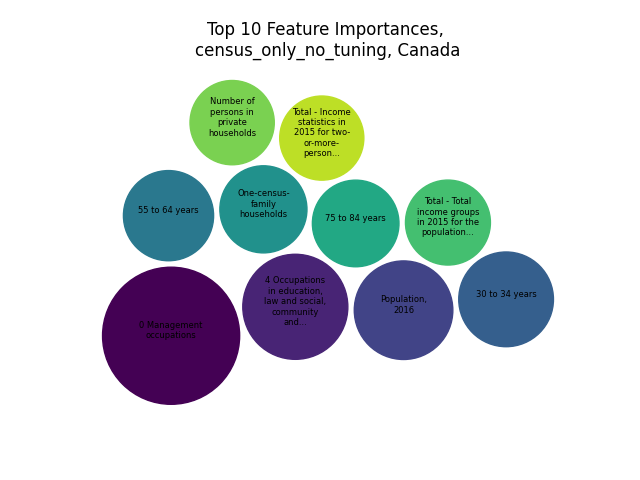 Top 10 Feature Importances,
census_only_no_tuning, Canada
Number of
persons in
private
households
Total - Income
statistics in
2015 for two-
or-more-
person...
55 to 64 years
One-census-
family
households
75 to 84 years
Total - Total
income groups
in 2015 for the
population...
0 Management
occupations
4 Occupations
in education,
law and social,
community
and...
Population,
2016
30 to 34 years